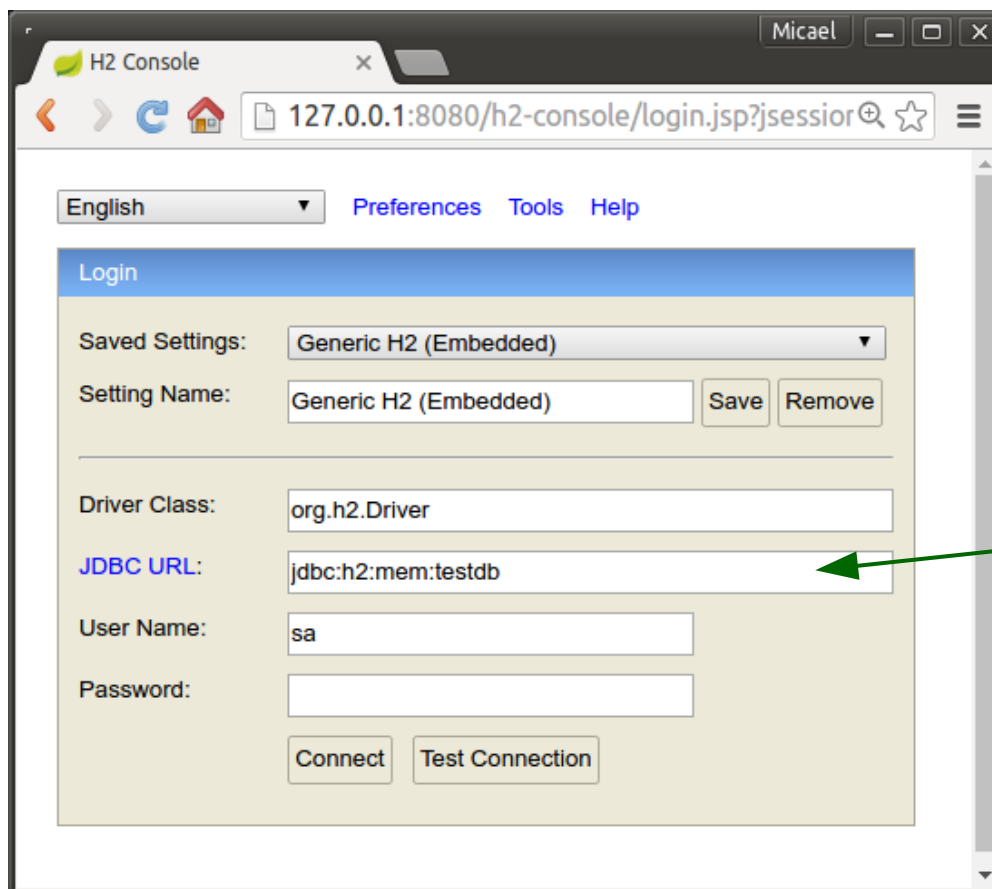 Micael
H2 Console
127.0.0.1:8080/h2-console/login.jsp?jsession
English Preferences Tools Help
Login
Saved Settings: Generic H2 (Embedded)
Setting Name: Generic H2 (Embedded) Save Remove
Driver Class: org.h2.Driver
JDBC URL: jdbc:h2:mem:testdb
User Name: sa
Password:
Connect Test Connection